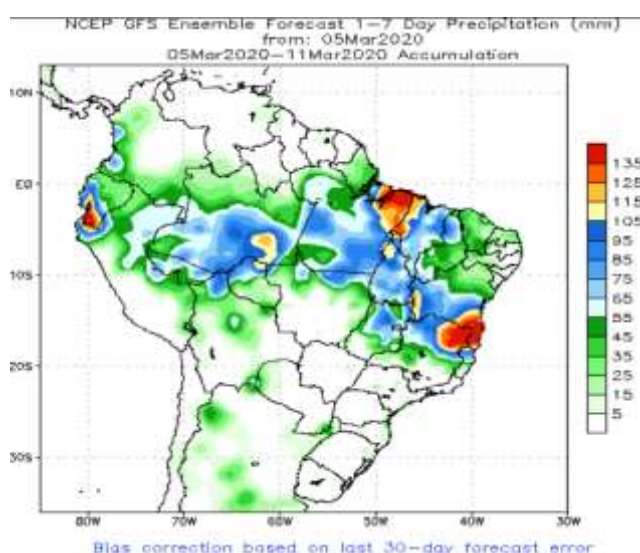 NCEP GFS Ensemble Forecast 1-7 Day Precipitation (mm)
from: 05Mar2020
05Mar2020-11Mar2020 Accumulation
10N
EQ
10S
20S
30S
80W 70W 60W 50W 40W 30W
135
125
115
105
95
85
75
65
55
45
35
25
15
5
Bias correction based on last 30-day forecast error